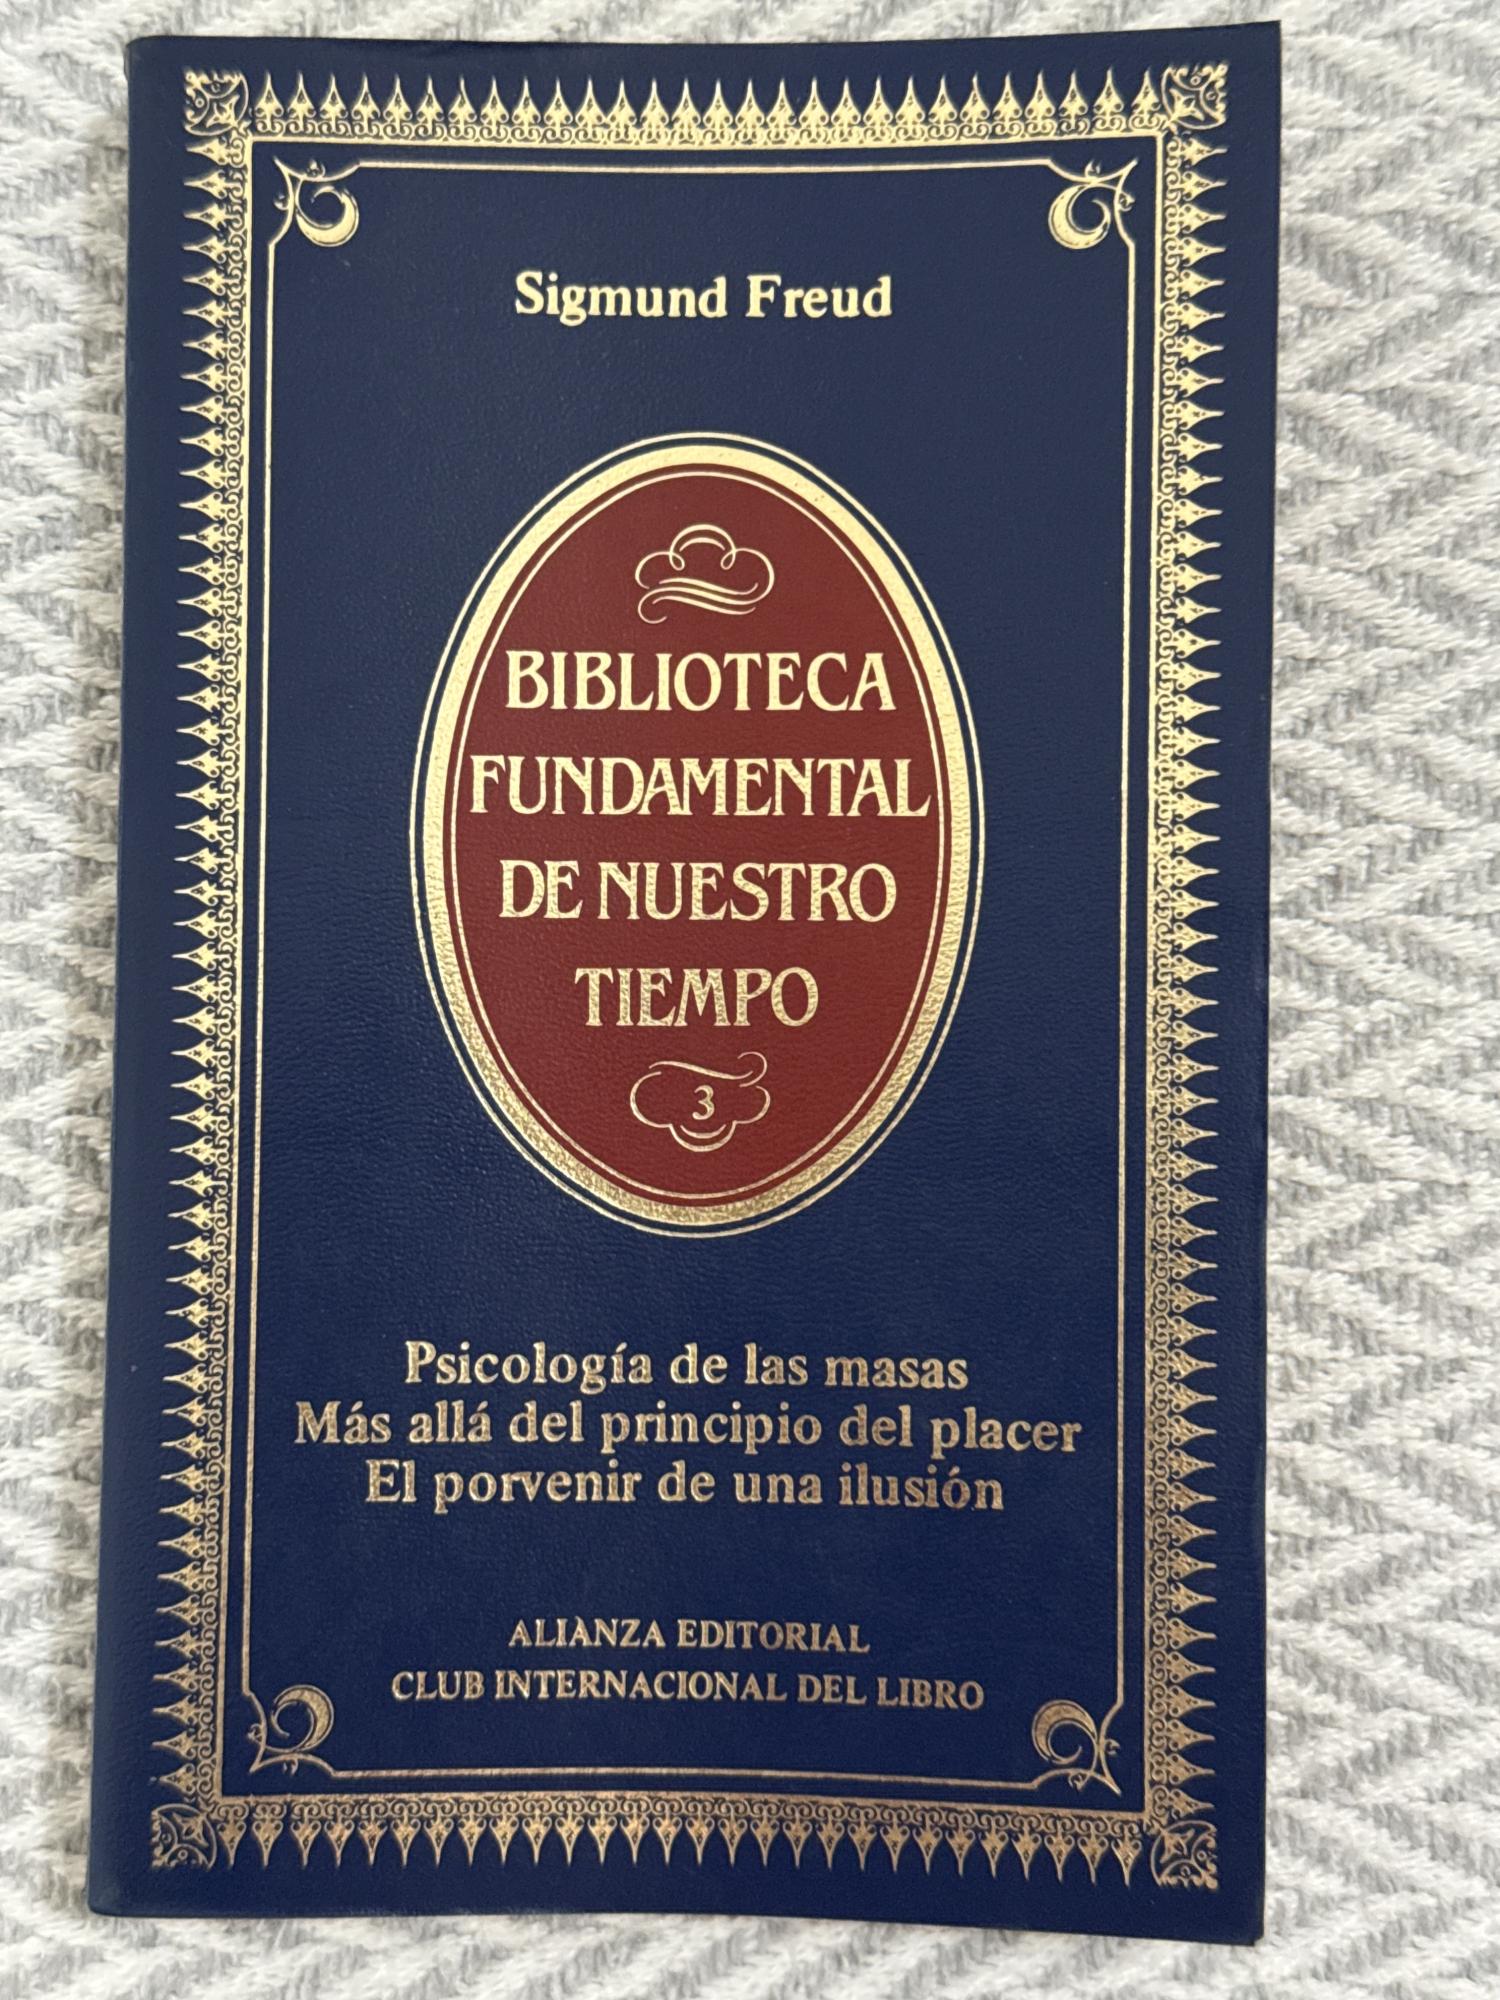 Sigmund Freud
BIBLIOTECA
FUNDAMENTAL
DE NUESTRO
TIEMPO
3
Psicología de las masas
Más allá del principio del placer
El porvenir de una ilusión
ALIANZA EDITORIAL
CLUB INTERNACIONAL DEL LIBRO